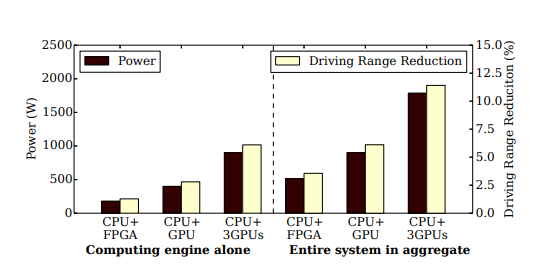 2500
2000
1500
1000
500
0
Power (W)
Power
Driving Range Reduction
15.0
12.5
10.0
7.5
5.0
2.5
0.0
Driving Range Reduciton (%)
CPU+ CPU+ CPU+ CPU+ CPU+ CPU+
FPGA GPU 3GPUs FPGA GPU 3GPUs
Computing engine alone Entire system in aggregate